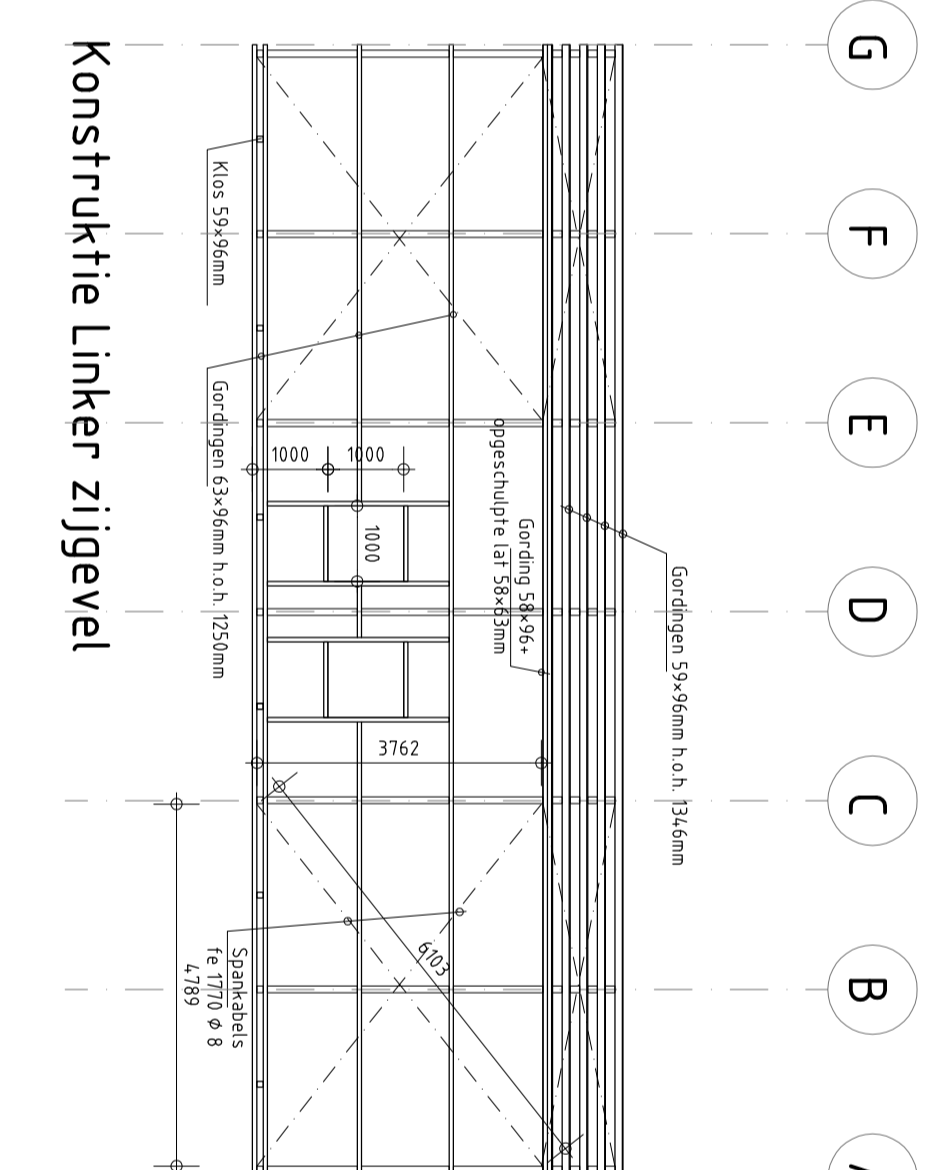 G
F
E
D
C
B
Gordingen 59×96mm h.o.h. 1346mm
Gording 58×96+
opgeschulpte lat 58×63mm
1000
1000
1000
3762
6103
Klos 59×96mm
Gordingen 63×96mm h.o.h. 1250mm
Spankabels
fe 1770 φ 8
4789
Konstruktie Linker zijgevel